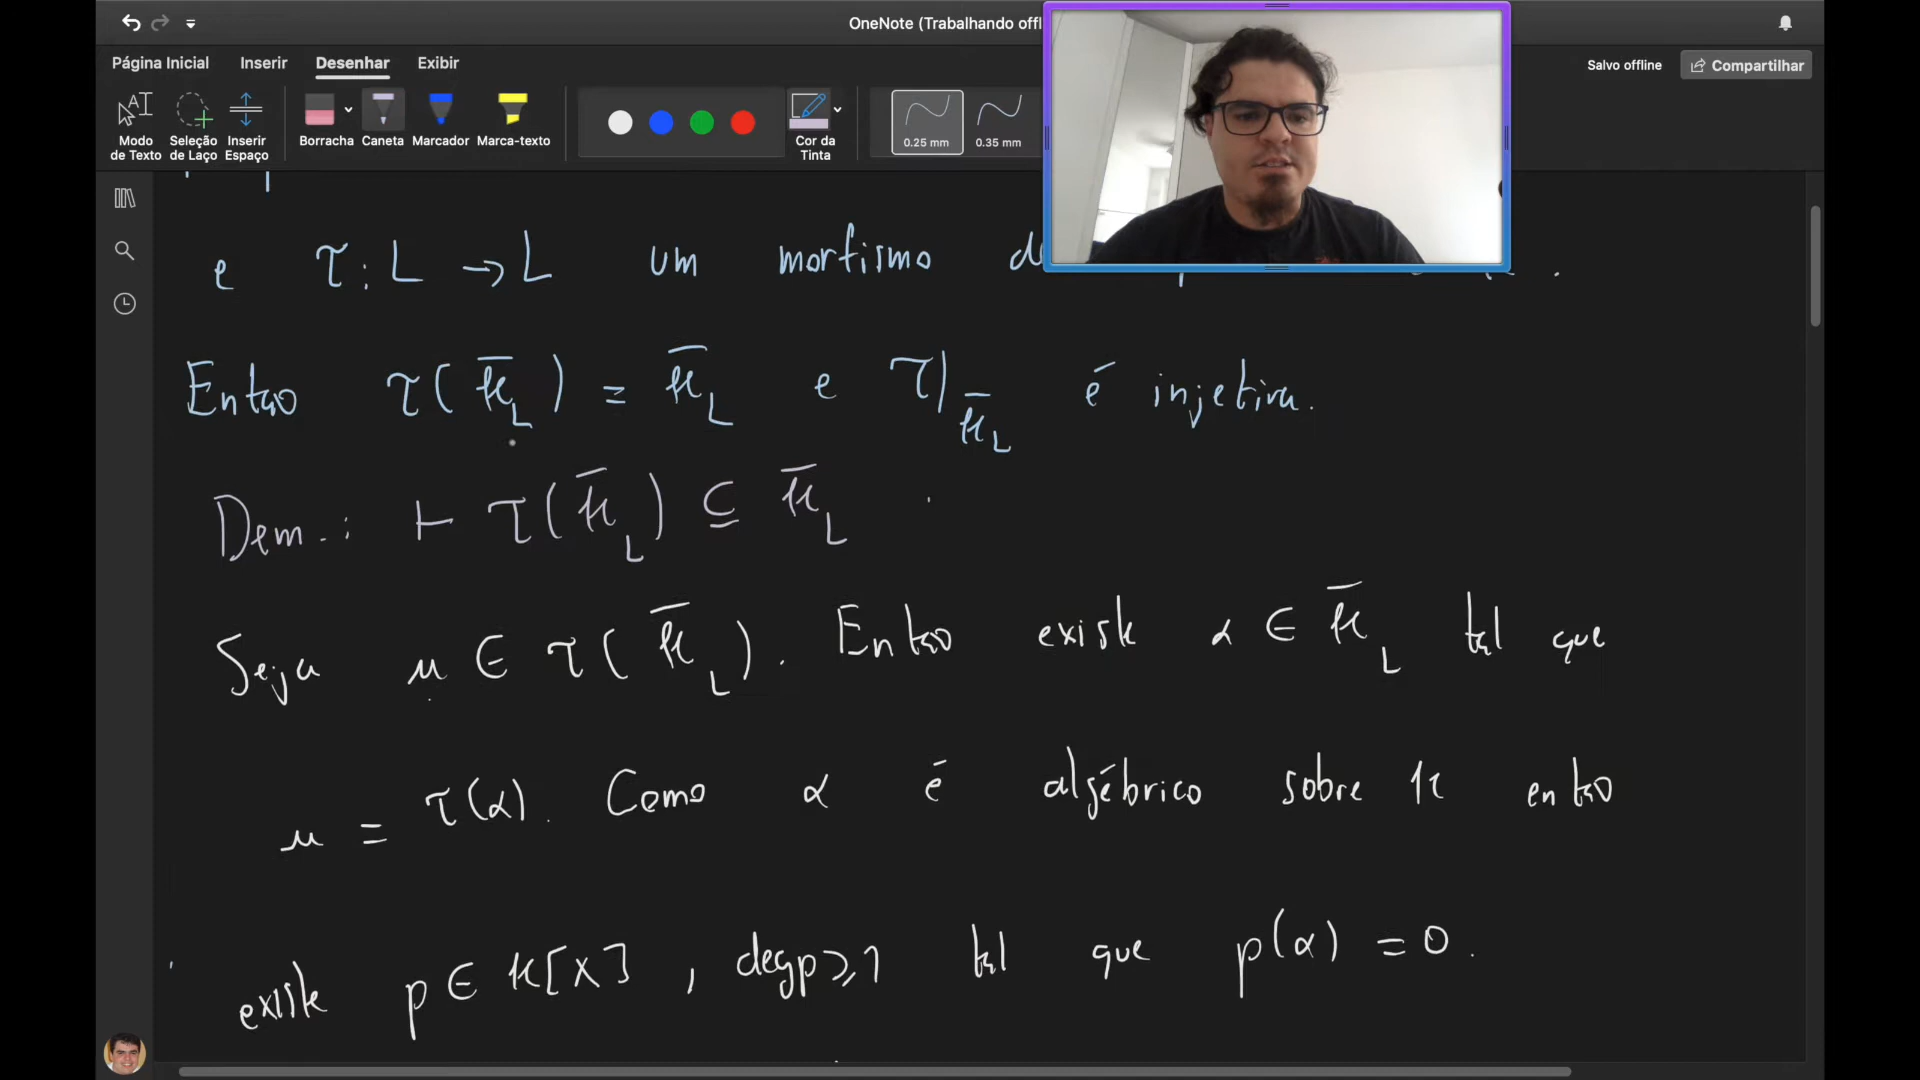 OneNote (Trabalhando offl
Página Inicial Inserir Desenhar Exibir
Salvo offline Compartilhar
Modo de Texto Seleção de Laço Inserir Espaço Borracha Caneta Marcador Marca-texto Cor da Tinta 0.25 mm 0.35 mm
e τ: L → L um morfismo d
Então τ(k̄_L) = k̄_L e τ|_k̄_L é injetiva.
Dem.: ⊢ τ(k̄_L) ⊆ k̄_L
Seja u ∈ τ(k̄_L). Então existe α ∈ k̄_L tal que
u = τ(α). Como α é algébrico sobre k então
existe p ∈ k[X], deg p ⩾ 1 tal que p(α) = 0.